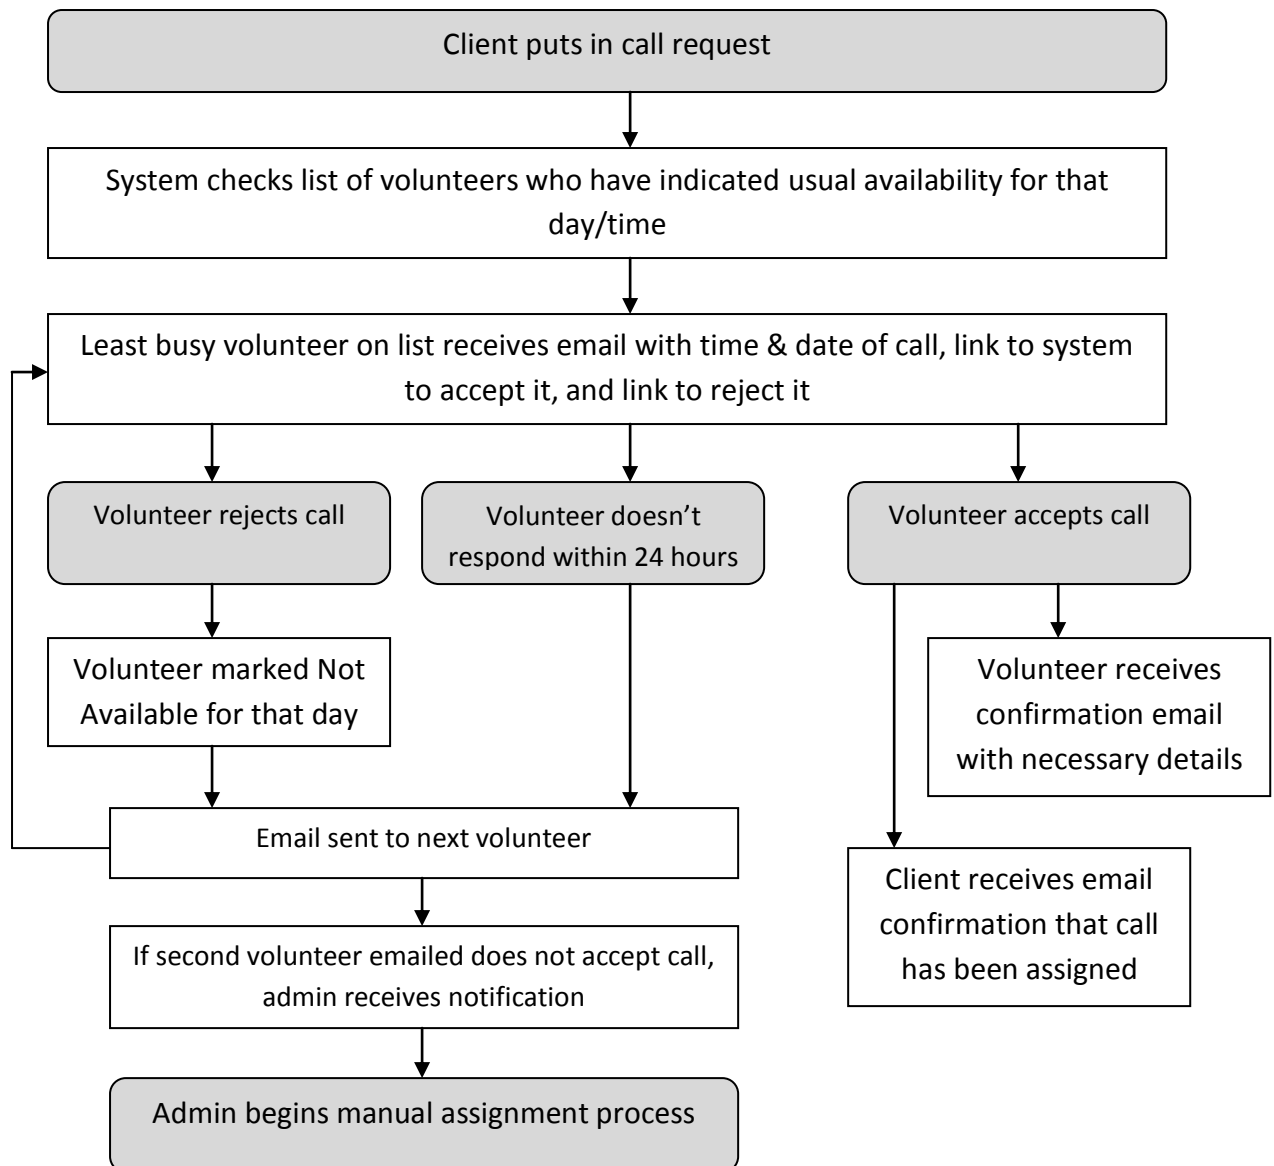 Client puts in call request
System checks list of volunteers who have indicated usual availability for that
day/time
Least busy volunteer on list receives email with time & date of call, link to system
to accept it, and link to reject it
Volunteer rejects call
Volunteer doesn’t
respond within 24 hours
Volunteer accepts call
Volunteer marked Not
Available for that day
Volunteer receives
confirmation email
with necessary details
Email sent to next volunteer
Client receives email
confirmation that call
has been assigned
If second volunteer emailed does not accept call,
admin receives notification
Admin begins manual assignment process